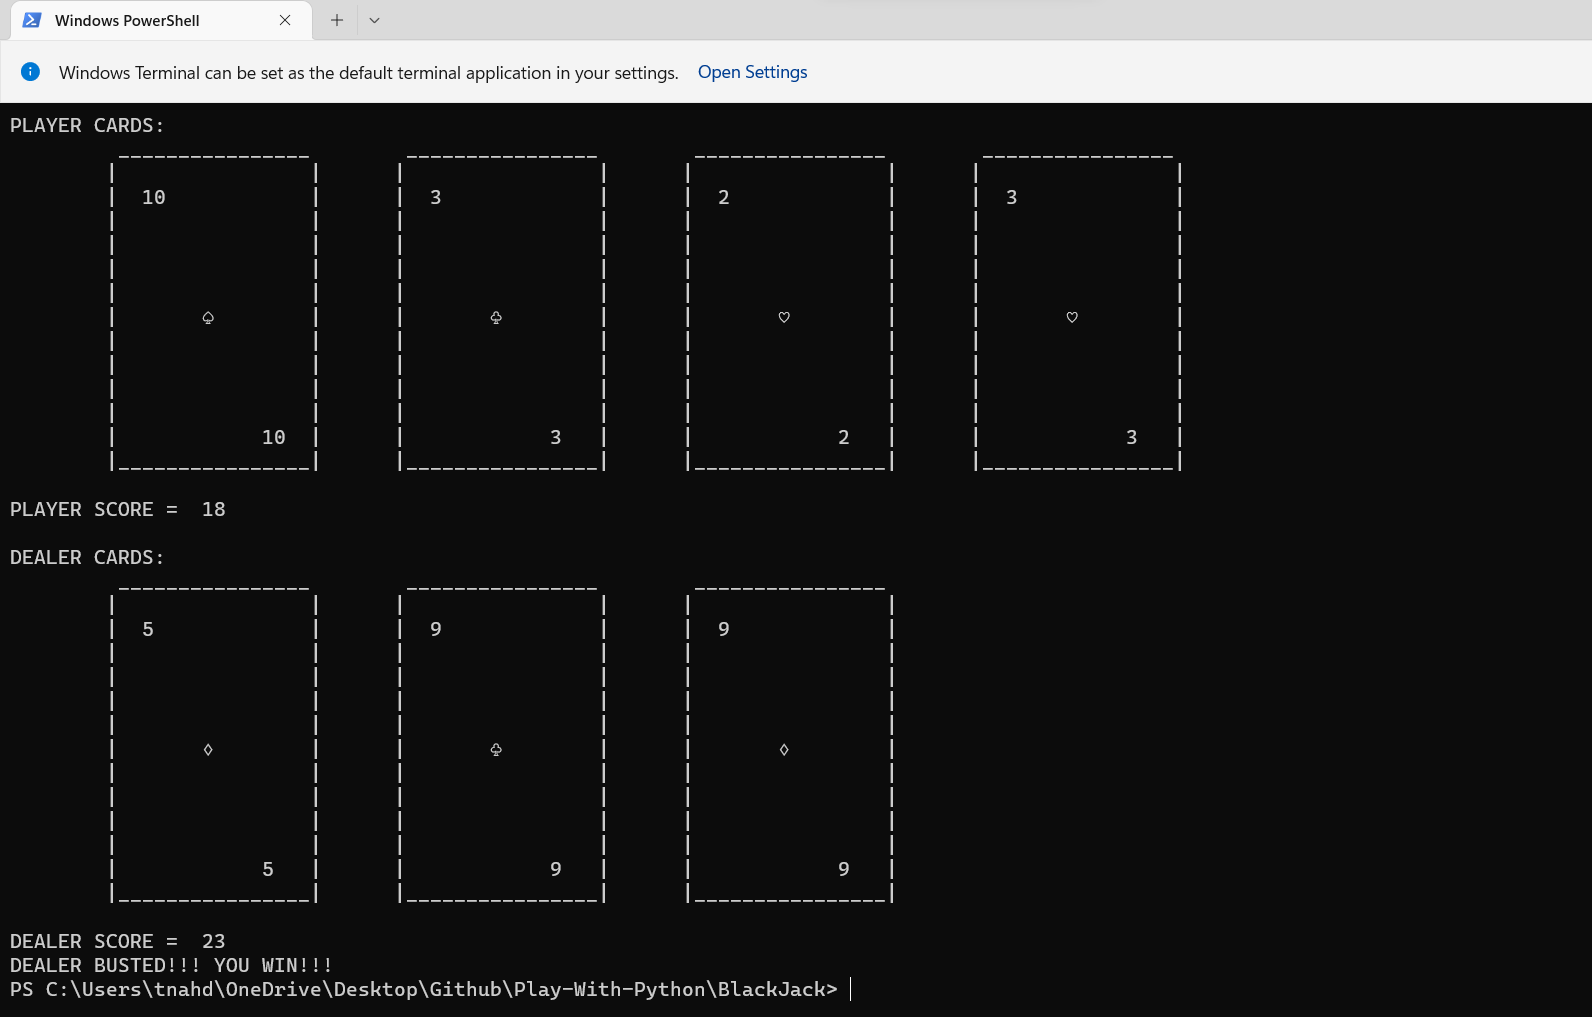 Windows PowerShell
Windows Terminal can be set as the default terminal application in your settings. Open Settings
PLAYER CARDS:
10 3 2 3
♤ ♧ ♡ ♡
10 3 2 3
PLAYER SCORE =  18
DEALER CARDS:
5 9 9
♢ ♧ ♢
5 9 9
DEALER SCORE =  23
DEALER BUSTED!!! YOU WIN!!!
PS C:\Users\tnahd\OneDrive\Desktop\Github\Play-With-Python\BlackJack>